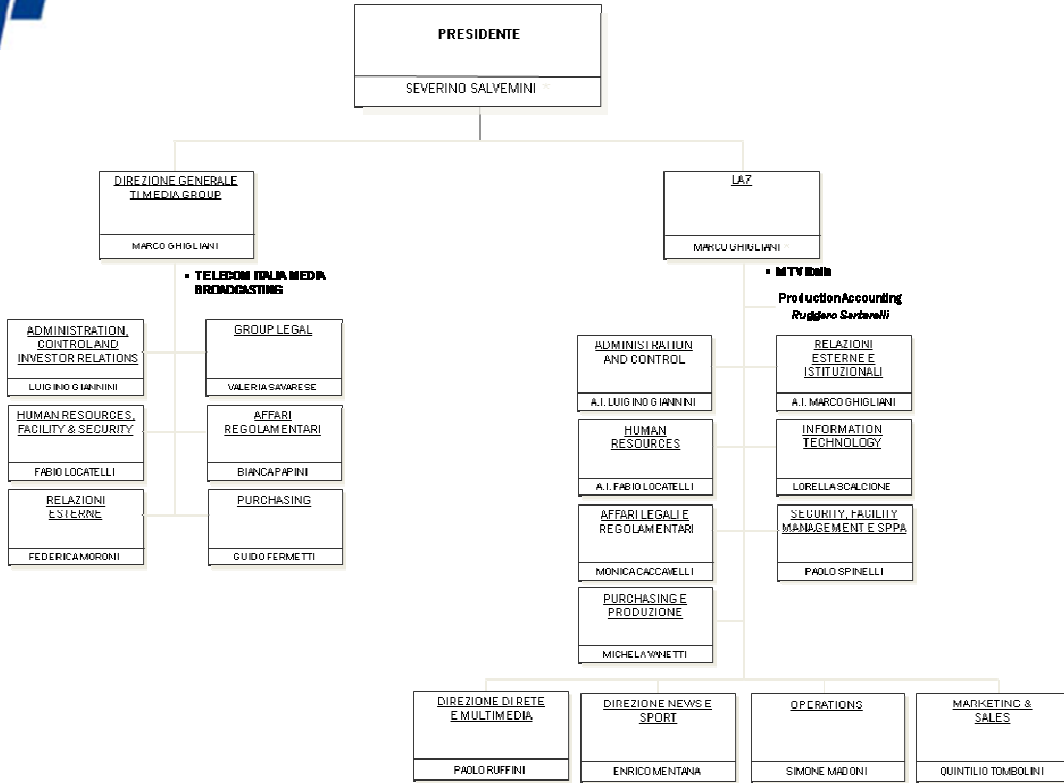 PRESIDENTE
SEVERINO SALVEMINI
DIREZIONE GENERALE
TI MEDIA GROUP
MARCO GHIGLIANI
LA7
MARCO GHIGLIANI
▪ TELECOM ITALIA MEDIA
BROADCASTING
▪ MTV Italia
Production Accounting
Ruggero Sartarelli
ADMINISTRATION,
CONTROL AND
INVESTOR RELATIONS
LUIGINO GIANNINI
GROUP LEGAL
VALERIA SAVARESE
HUMAN RESOURCES,
FACILITY & SECURITY
FABIO LOCATELLI
AFFARI
REGOLAMENTARI
BIANCA PAPINI
RELAZIONI
ESTERNE
FEDERICA MORONI
PURCHASING
GUIDO FERMETTI
ADMINISTRATION
AND CONTROL
A.I. LUIGINO GIANNINI
RELAZIONI
ESTERNE E
ISTITUZIONALI
A.I. MARCO GHIGLIANI
HUMAN
RESOURCES
A.I. FABIO LOCATELLI
INFORMATION
TECHNOLOGY
LORELLA SCALCIONE
AFFARI LEGALI E
REGOLAMENTARI
MONICA CACCAVELLI
SECURITY, FACILITY
MANAGEMENT E SPPA
PAOLO SPINELLI
PURCHASING E
PRODUZIONE
MICHELA VANETTI
DIREZIONE DI RETE
E MULTIMEDIA
PAOLO RUFFINI
DIREZIONE NEWS E
SPORT
ENRICO MENTANA
OPERATIONS
SIMONE MADONI
MARKETING &
SALES
QUINTILIO TOMBOLINI